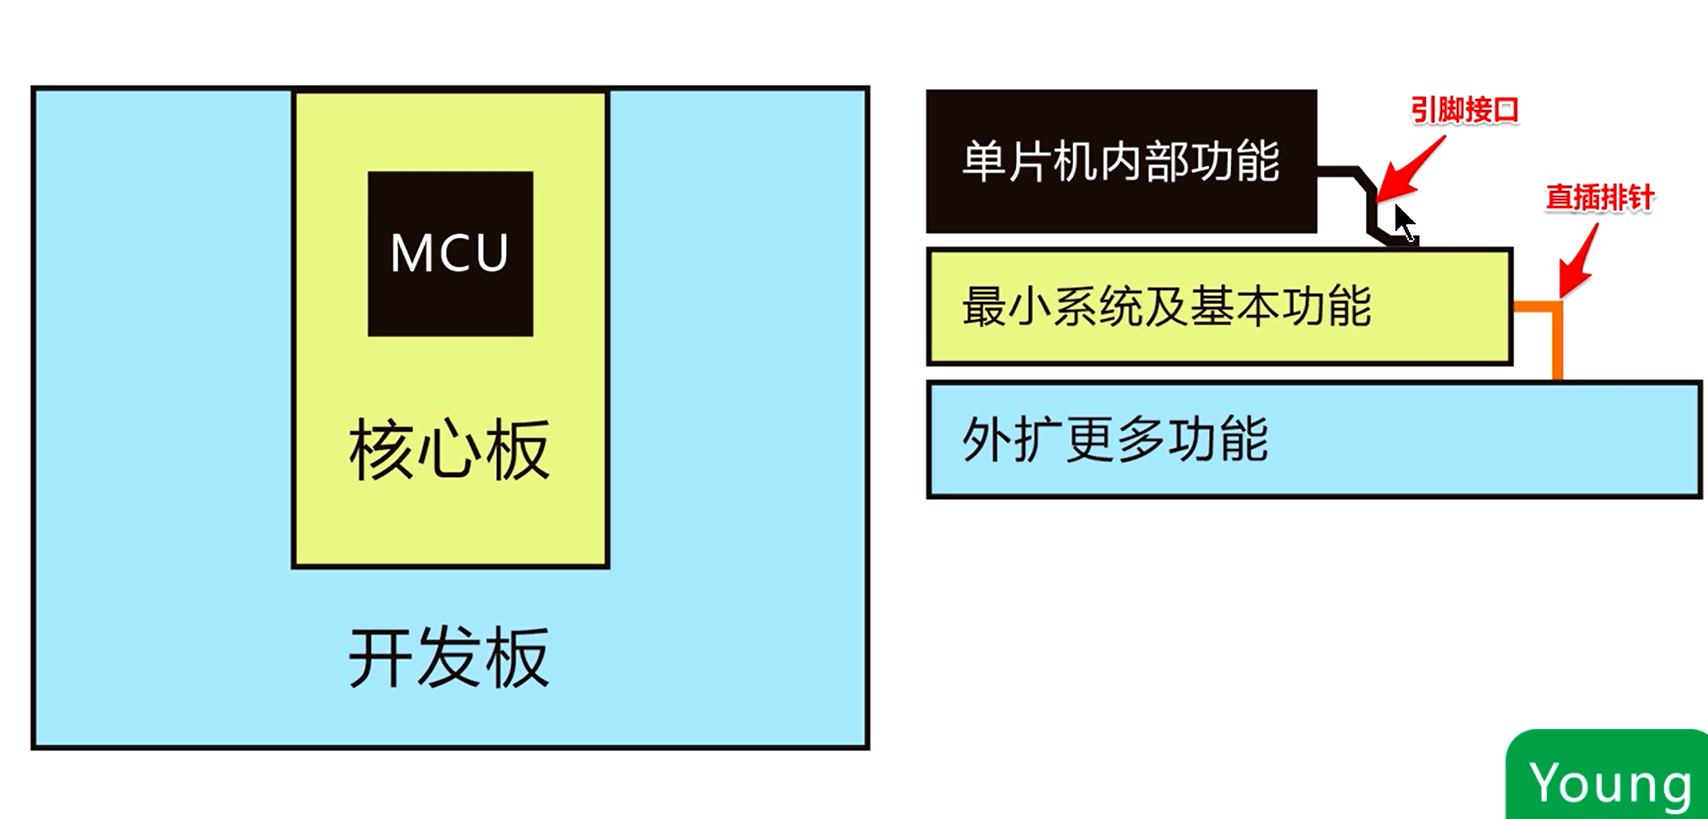 MCU
核心板
开发板
单片机内部功能
引脚接口
直插排针
最小系统及基本功能
外扩更多功能
Young